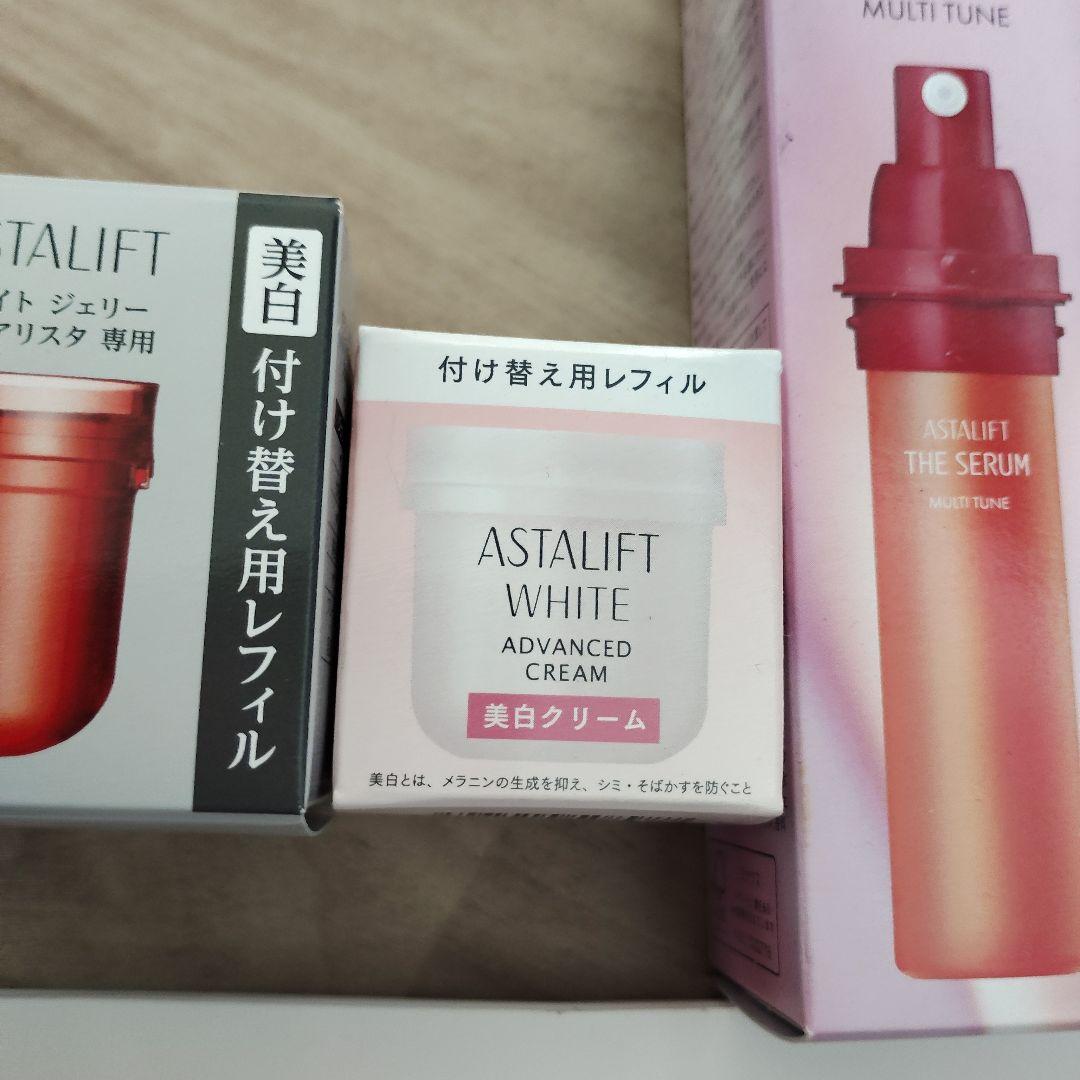 STALIFT
イト ジェリー
アリスタ 専用
美白
付け替え用レフィル
付け替え用レフィル
ASTALIFT
WHITE
ADVANCED
CREAM
美白クリーム
美白とは、メラニンの生成を抑え、シミ・そばかすを防ぐこと
MULTI TUNE
ASTALIFT
THE SERUM
MULTI TUNE